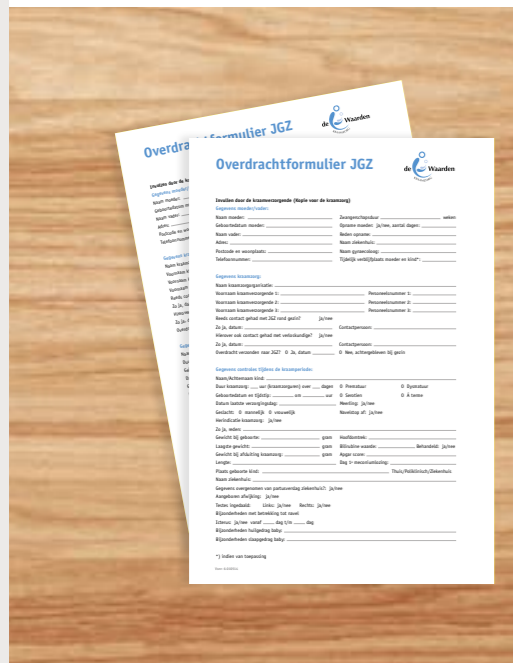 Overdrachtformulier JGZ
de Waarden
Invullen door de kraamverzorgende (Kopie voor de kraamzorg)
Gegevens moeder/vader:
Naam moeder: Zwangerschapsduur weken
Geboortedatum moeder: Opname moeder: ja/nee, aantal dagen:
Naam vader: Reden opname:
Adres: Naam ziekenhuis:
Postcode en woonplaats: Naam gynaecoloog:
Telefoonnummer: Tijdelijk verblijfplaats moeder en kind*:
Gegevens kraamzorg:
Naam kraamzorgorganisatie:
Voornaam kraamverzorgende 1: Personeelsnummer 1:
Voornaam kraamverzorgende 2: Personeelsnummer 2:
Voornaam kraamverzorgende 3: Personeelsnummer 3:
Reeds contact gehad met JGZ rond gezin? ja/nee
Zo ja, datum: Contactpersoon:
Hierover ook contact gehad met verloskundige? ja/nee
Zo ja, datum: Contactpersoon:
Overdracht verzonden naar JGZ? O Ja, datum O Nee, achtergebleven bij gezin
Gegevens controles tijdens de kraamperiode:
Naam/Achternaam kind:
Duur kraamzorg: uur (kraamzorguren) over dagen O Prematuur O Dysmatuur
Geboortedatum en tijdstip: om uur O Serotien O À terme
Datum laatste verzorgingsdag: Meerling: ja/nee
Geslacht: O mannelijk O vrouwelijk Navelstop af: ja/nee
Herindicatie kraamzorg: ja/nee
Zo ja, reden:
Gewicht bij geboorte: gram Hoofdomtrek:
Laagste gewicht: gram Bilirubine waarde: Behandeld: ja/nee
Gewicht bij afsluiting kraamzorg: gram Apgar score:
Lengte: Dag 1e meconiumlozing:
Plaats geboorte kind: Thuis/Poliklinisch/Ziekenhuis
Naam ziekenhuis:
Gegevens overgenomen van partusverslag ziekenhuis?: ja/nee
Aangeboren afwijking: ja/nee
Testes ingedaald: Links: ja/nee Rechts: ja/nee
Bijzonderheden met betrekking tot navel
Icterus: ja/nee vanaf dag t/m dag
Bijzonderheden huilgedrag baby:
Bijzonderheden slaapgedrag baby:
*) indien van toepassing